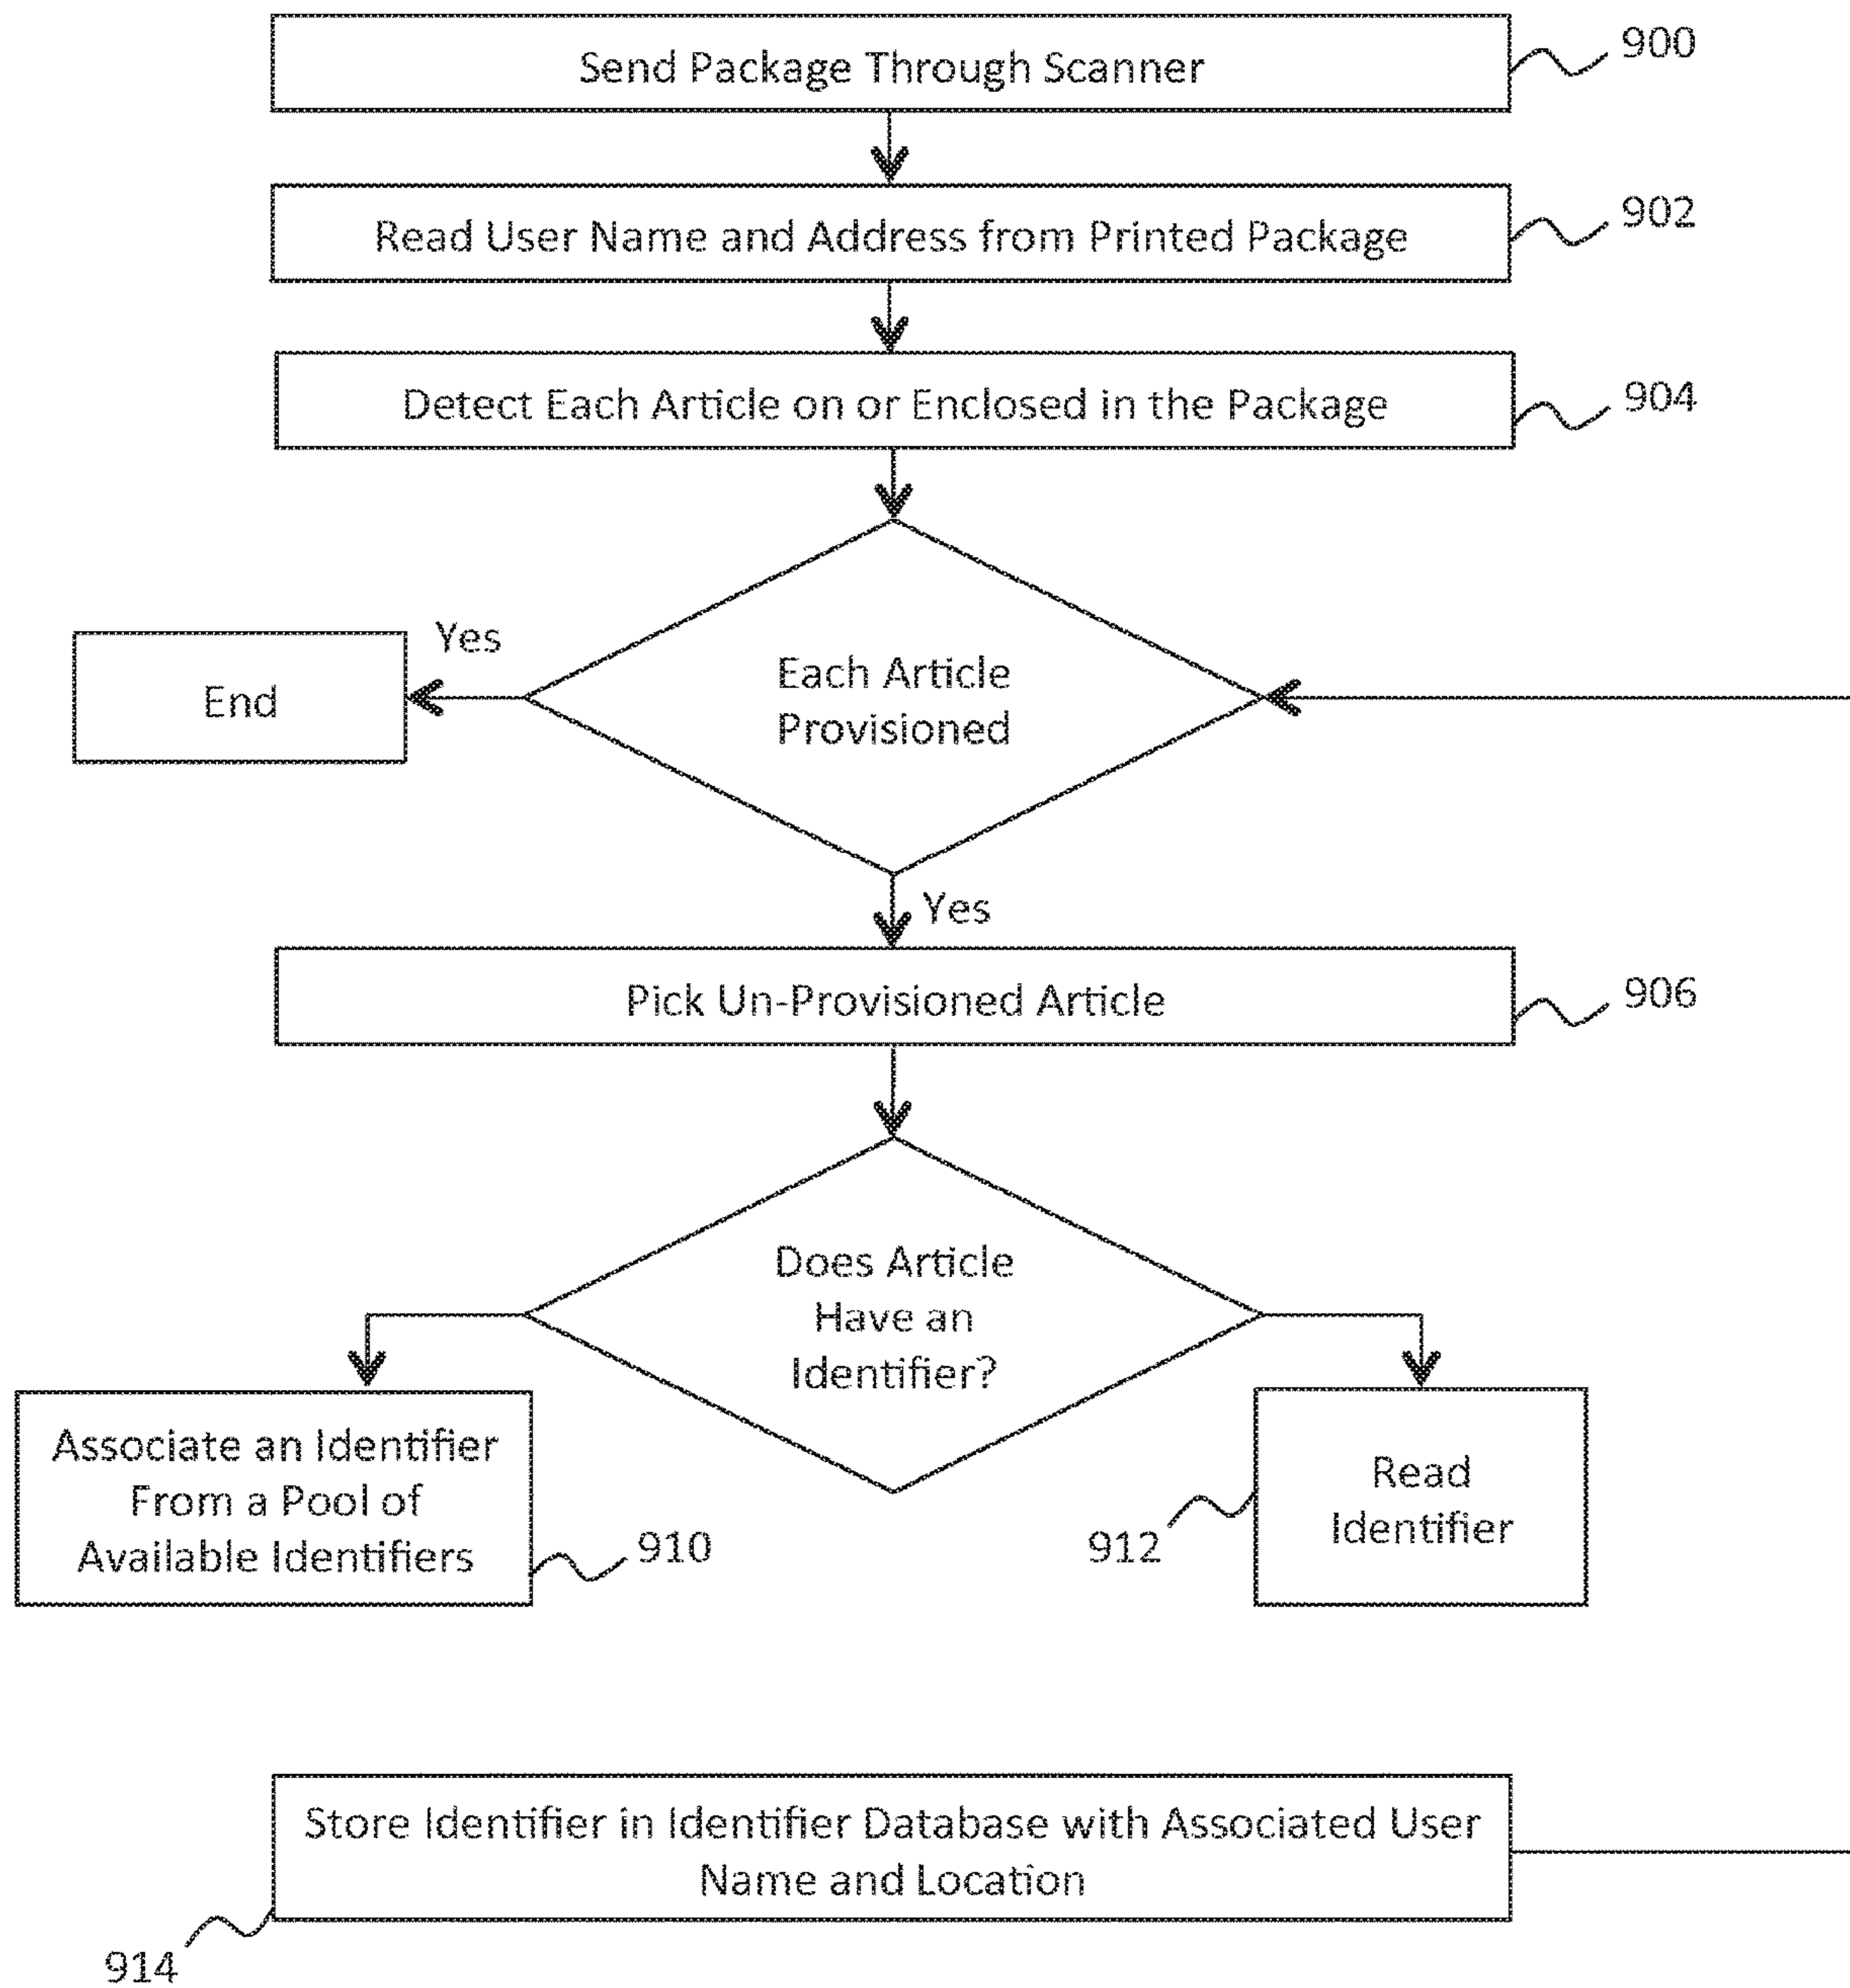 Send Package Through Scanner
900
Read User Name and Address from Printed Package
902
Detect Each Article on or Enclosed in the Package
904
Yes
End
Each Article
Provisioned
Yes
Pick Un-Provisioned Article
906
Does Article
Have an
Identifier?
Associate an Identifier
From a Pool of
Available Identifiers
910
912
Read
Identifier
Store Identifier in Identifier Database with Associated User
Name and Location
914